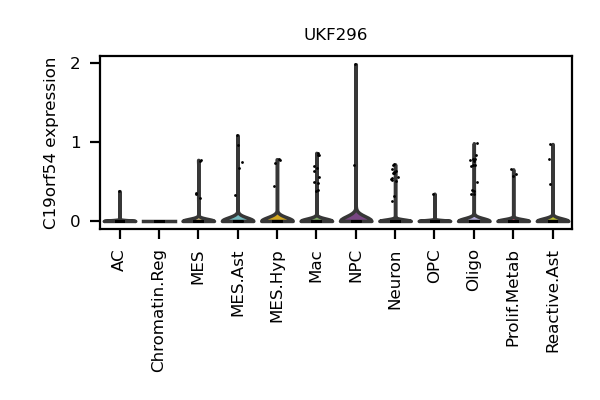 UKF296
C19orf54 expression
2
1
0
AC
Chromatin.Reg
MES
MES.Ast
MES.Hyp
Mac
NPC
Neuron
OPC
Oligo
Prolif.Metab
Reactive.Ast